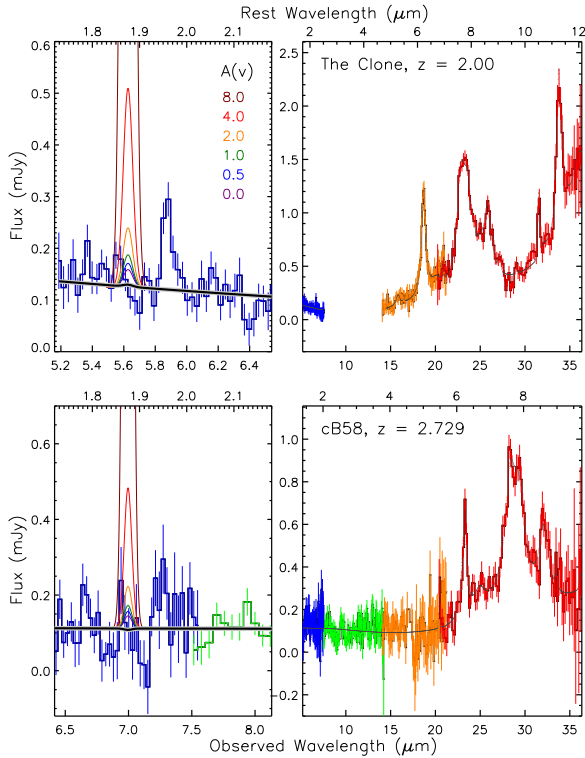 Rest Wavelength (μm)
1.8 1.9 2.0 2.1
2 4 6 8 10 12
0.6
0.5
0.4
0.3
0.2
0.1
0.0
Flux (mJy)
A(v)
8.0
4.0
2.0
1.0
0.5
0.0
5.2 5.4 5.6 5.8 6.0 6.2 6.4
The Clone, z = 2.00
2.5
2.0
1.5
1.0
0.5
0.0
10 15 20 25 30 35
1.8 1.9 2.0 2.1
2 4 6 8
0.6
0.4
0.2
0.0
Flux (mJy)
6.5 7.0 7.5 8.0
cB58, z = 2.729
1.0
0.8
0.6
0.4
0.2
0.0
-0.2
10 15 20 25 30 35
Observed Wavelength (μm)